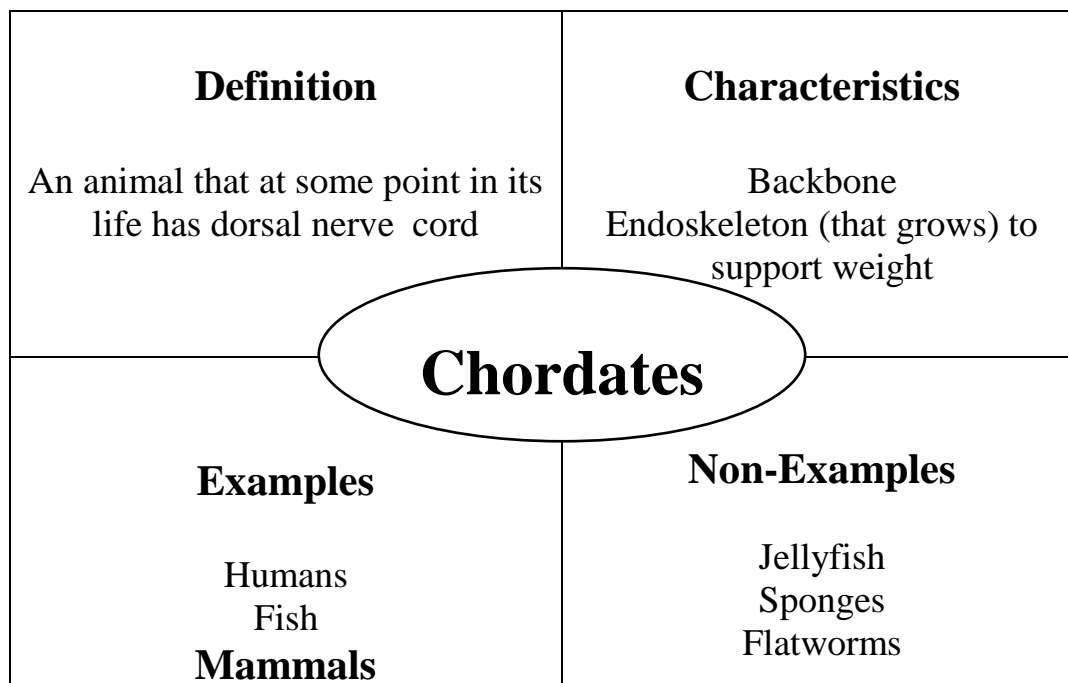 Definition
An animal that at some point in its
life has dorsal nerve  cord
Characteristics
Backbone
Endoskeleton (that grows) to
support weight
Chordates
Examples
Humans
Fish
Mammals
Non-Examples
Jellyfish
Sponges
Flatworms